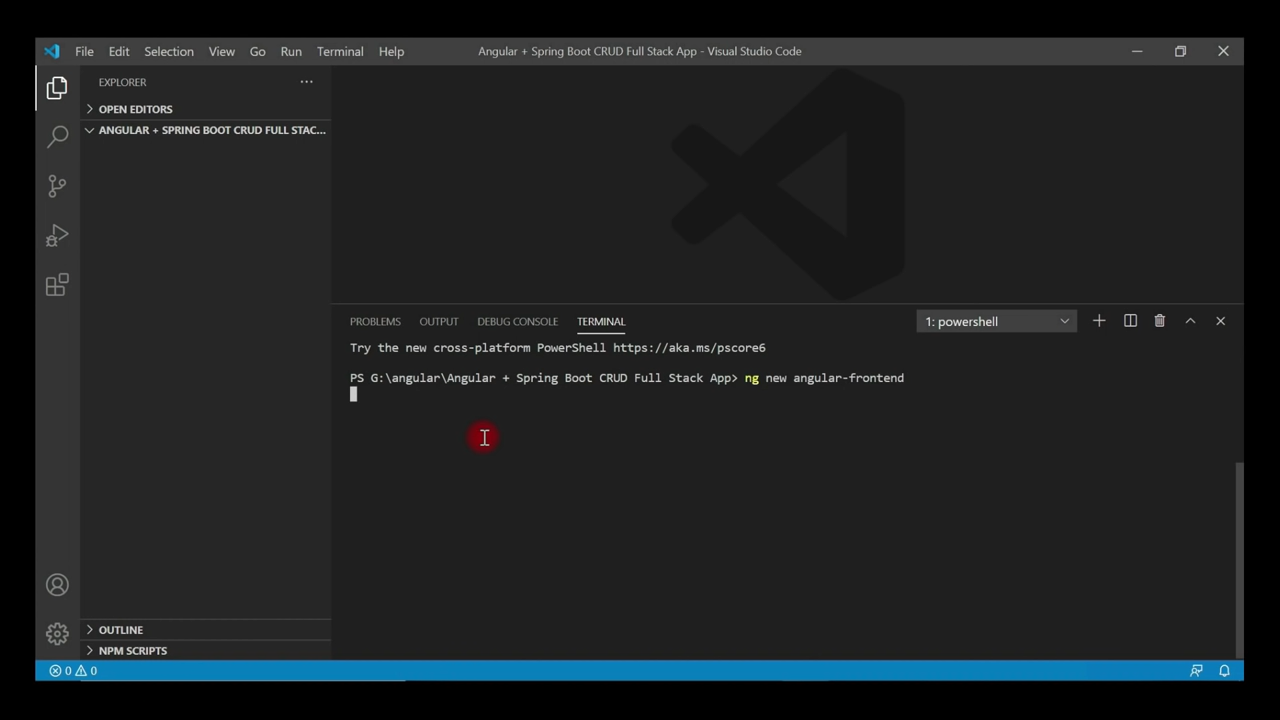 File Edit Selection View Go Run Terminal Help
Angular + Spring Boot CRUD Full Stack App - Visual Studio Code
EXPLORER
OPEN EDITORS
ANGULAR + SPRING BOOT CRUD FULL STAC...
PROBLEMS OUTPUT DEBUG CONSOLE TERMINAL
1: powershell
Try the new cross-platform PowerShell https://aka.ms/pscore6
PS G:\angular\Angular + Spring Boot CRUD Full Stack App> ng new angular-frontend
OUTLINE
NPM SCRIPTS
0 0